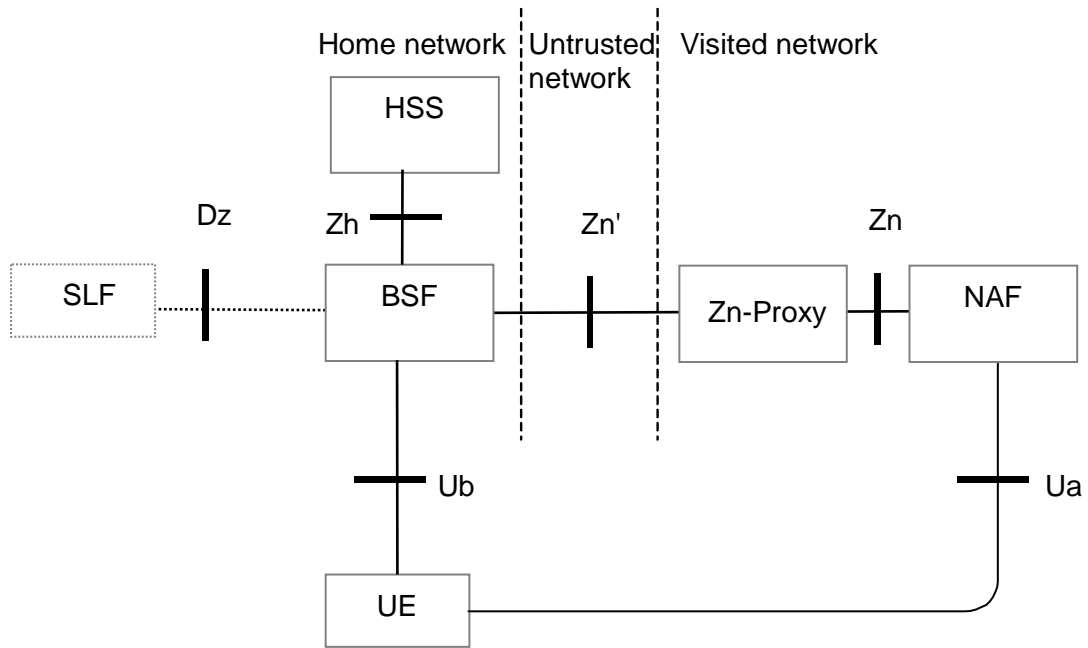 Home network
Untrusted
network
Visited network
HSS
Dz
Zh
Zn'
Zn
SLF
BSF
Zn-Proxy
NAF
Ub
Ua
UE